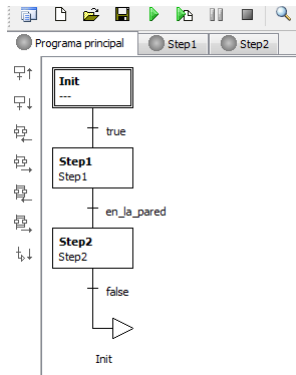 Programa principal
Step1
Step2
Init
---
true
Step1
Step1
en_la_pared
Step2
Step2
false
Init